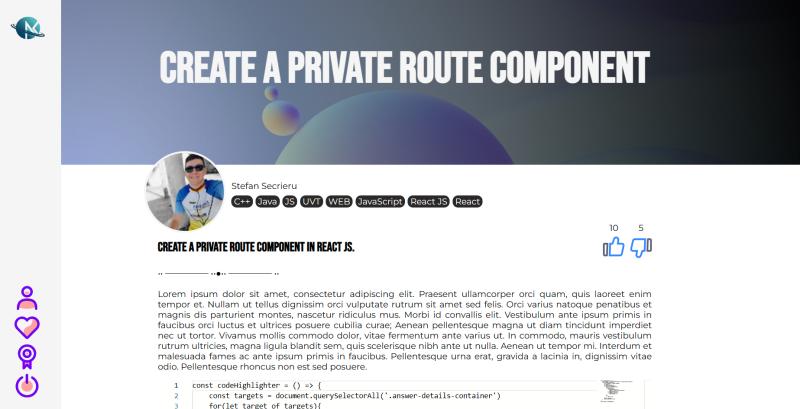 CREATE A PRIVATE ROUTE COMPONENT
Stefan Secrieru
C++ Java JS UVT WEB JavaScript React JS React
10 5
CREATE A PRIVATE ROUTE COMPONENT IN REACT JS.
Lorem ipsum dolor sit amet, consectetur adipiscing elit. Praesent ullamcorper orci quam, quis laoreet enim
tempor et. Nullam ut tellus dignissim orci vulputate rutrum sit amet sed felis. Orci varius natoque penatibus et
magnis dis parturient montes, nascetur ridiculus mus. Morbi id convallis elit. Vestibulum ante ipsum primis in
faucibus orci luctus et ultrices posuere cubilia curae; Aenean pellentesque magna ut diam tincidunt imperdiet
nec ut tortor. Vivamus mollis commodo dolor, vitae fermentum ante varius ut. In commodo, mauris vestibulum
rutrum ultricies, magna ligula blandit sem, quis scelerisque nibh ante ut nulla. Aenean ut tempor mi. Interdum et
malesuada fames ac ante ipsum primis in faucibus. Pellentesque urna erat, gravida a lacinia in, dignissim vitae
odio. Pellentesque rhoncus non est sed posuere.
1 const codeHighlighter = () => {
2 const targets = document.querySelectorAll('.answer-details-container')
3 for(let target of targets){